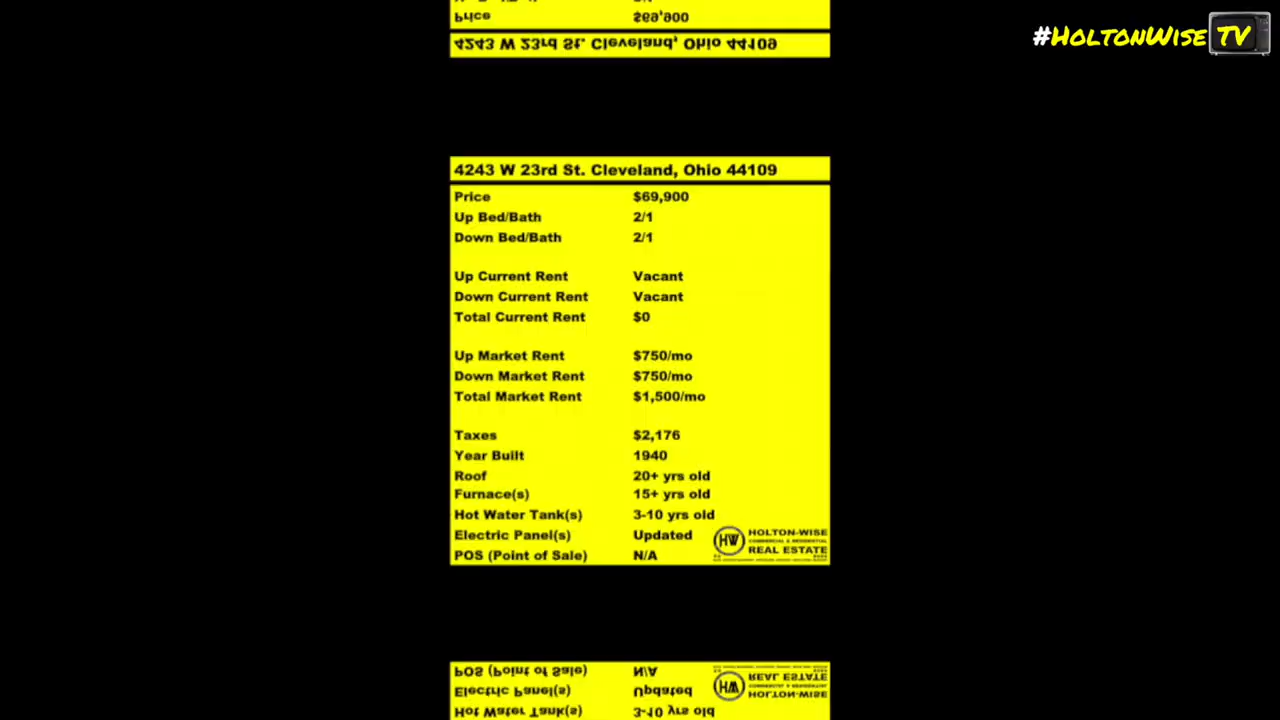 Price $69,900
4243 W 23rd St. Cleveland, Ohio 44109
#HOLTONWISE TV
4243 W 23rd St. Cleveland, Ohio 44109
Price $69,900
Up Bed/Bath 2/1
Down Bed/Bath 2/1
Up Current Rent Vacant
Down Current Rent Vacant
Total Current Rent $0
Up Market Rent $750/mo
Down Market Rent $750/mo
Total Market Rent $1,500/mo
Taxes $2,176
Year Built 1940
Roof 20+ yrs old
Furnace(s) 15+ yrs old
Hot Water Tank(s) 3-10 yrs old
Electric Panel(s) Updated
POS (Point of Sale) N/A
HW HOLTON-WISE
COMMERCIAL & RESIDENTIAL
REAL ESTATE
POS (Point of Sale) N/A
Electric Panel(s) Updated
Hot Water Tank(s) 3-10 yrs old
HW REAL ESTATE
COMMERCIAL & RESIDENTIAL
HOLTON-WISE